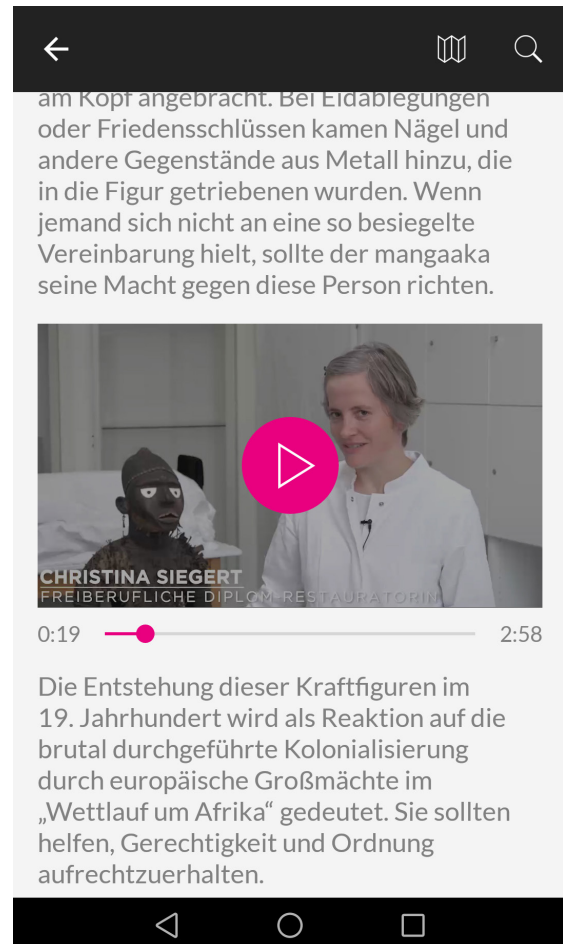 am Kopf angebracht. Bei Eidablegungen
oder Friedensschlüssen kamen Nägel und
andere Gegenstände aus Metall hinzu, die
in die Figur getriebenen wurden. Wenn
jemand sich nicht an eine so besiegelte
Vereinbarung hielt, sollte der mangaaka
seine Macht gegen diese Person richten.
CHRISTINA SIEGERT
FREIBERUFLICHE DIPLOM-RESTAURATORIN
0:19 2:58
Die Entstehung dieser Kraftfiguren im
19. Jahrhundert wird als Reaktion auf die
brutal durchgeführte Kolonialisierung
durch europäische Großmächte im
„Wettlauf um Afrika“ gedeutet. Sie sollten
helfen, Gerechtigkeit und Ordnung
aufrechtzuerhalten.